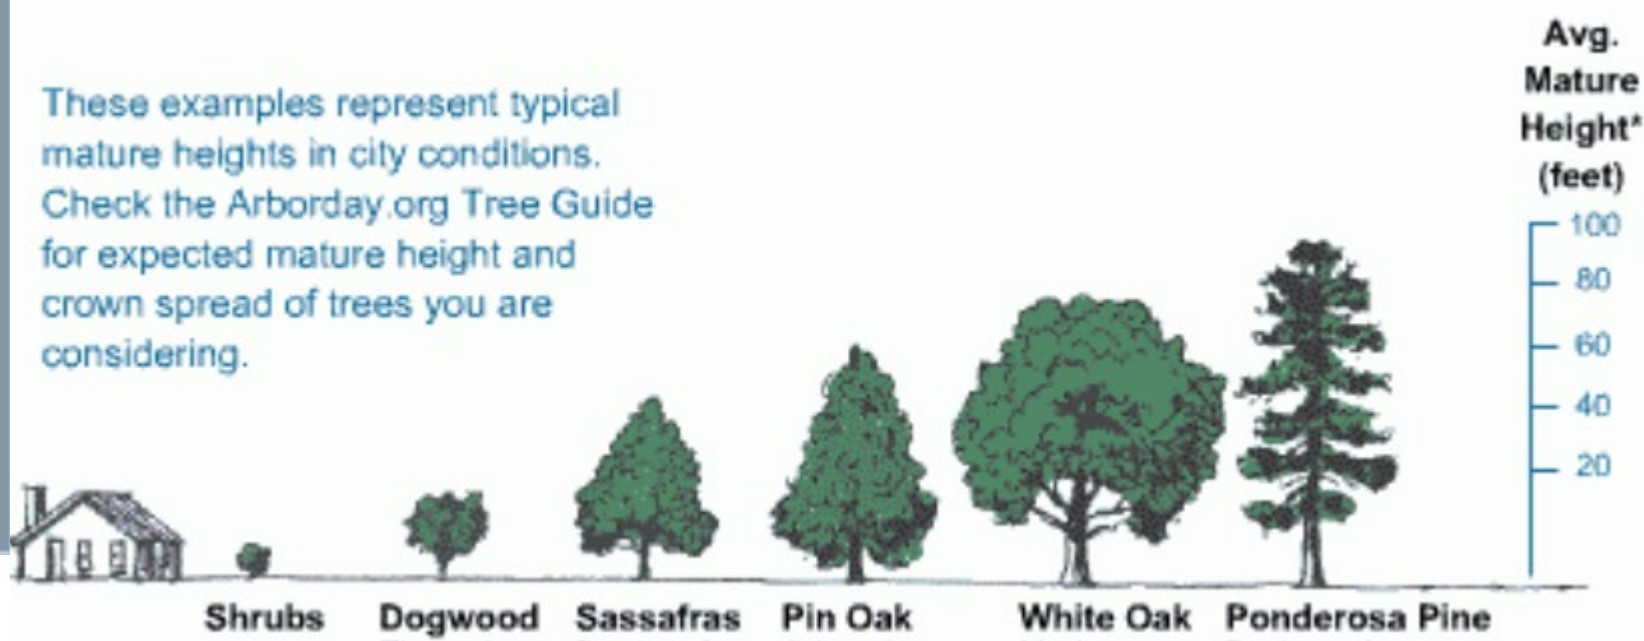 These examples represent typical
mature heights in city conditions.
Check the Arborday.org Tree Guide
for expected mature height and
crown spread of trees you are
considering.
Avg.
Mature
Height*
(feet)
100
80
60
40
20
Shrubs Dogwood Sassafras Pin Oak White Oak Ponderosa Pine